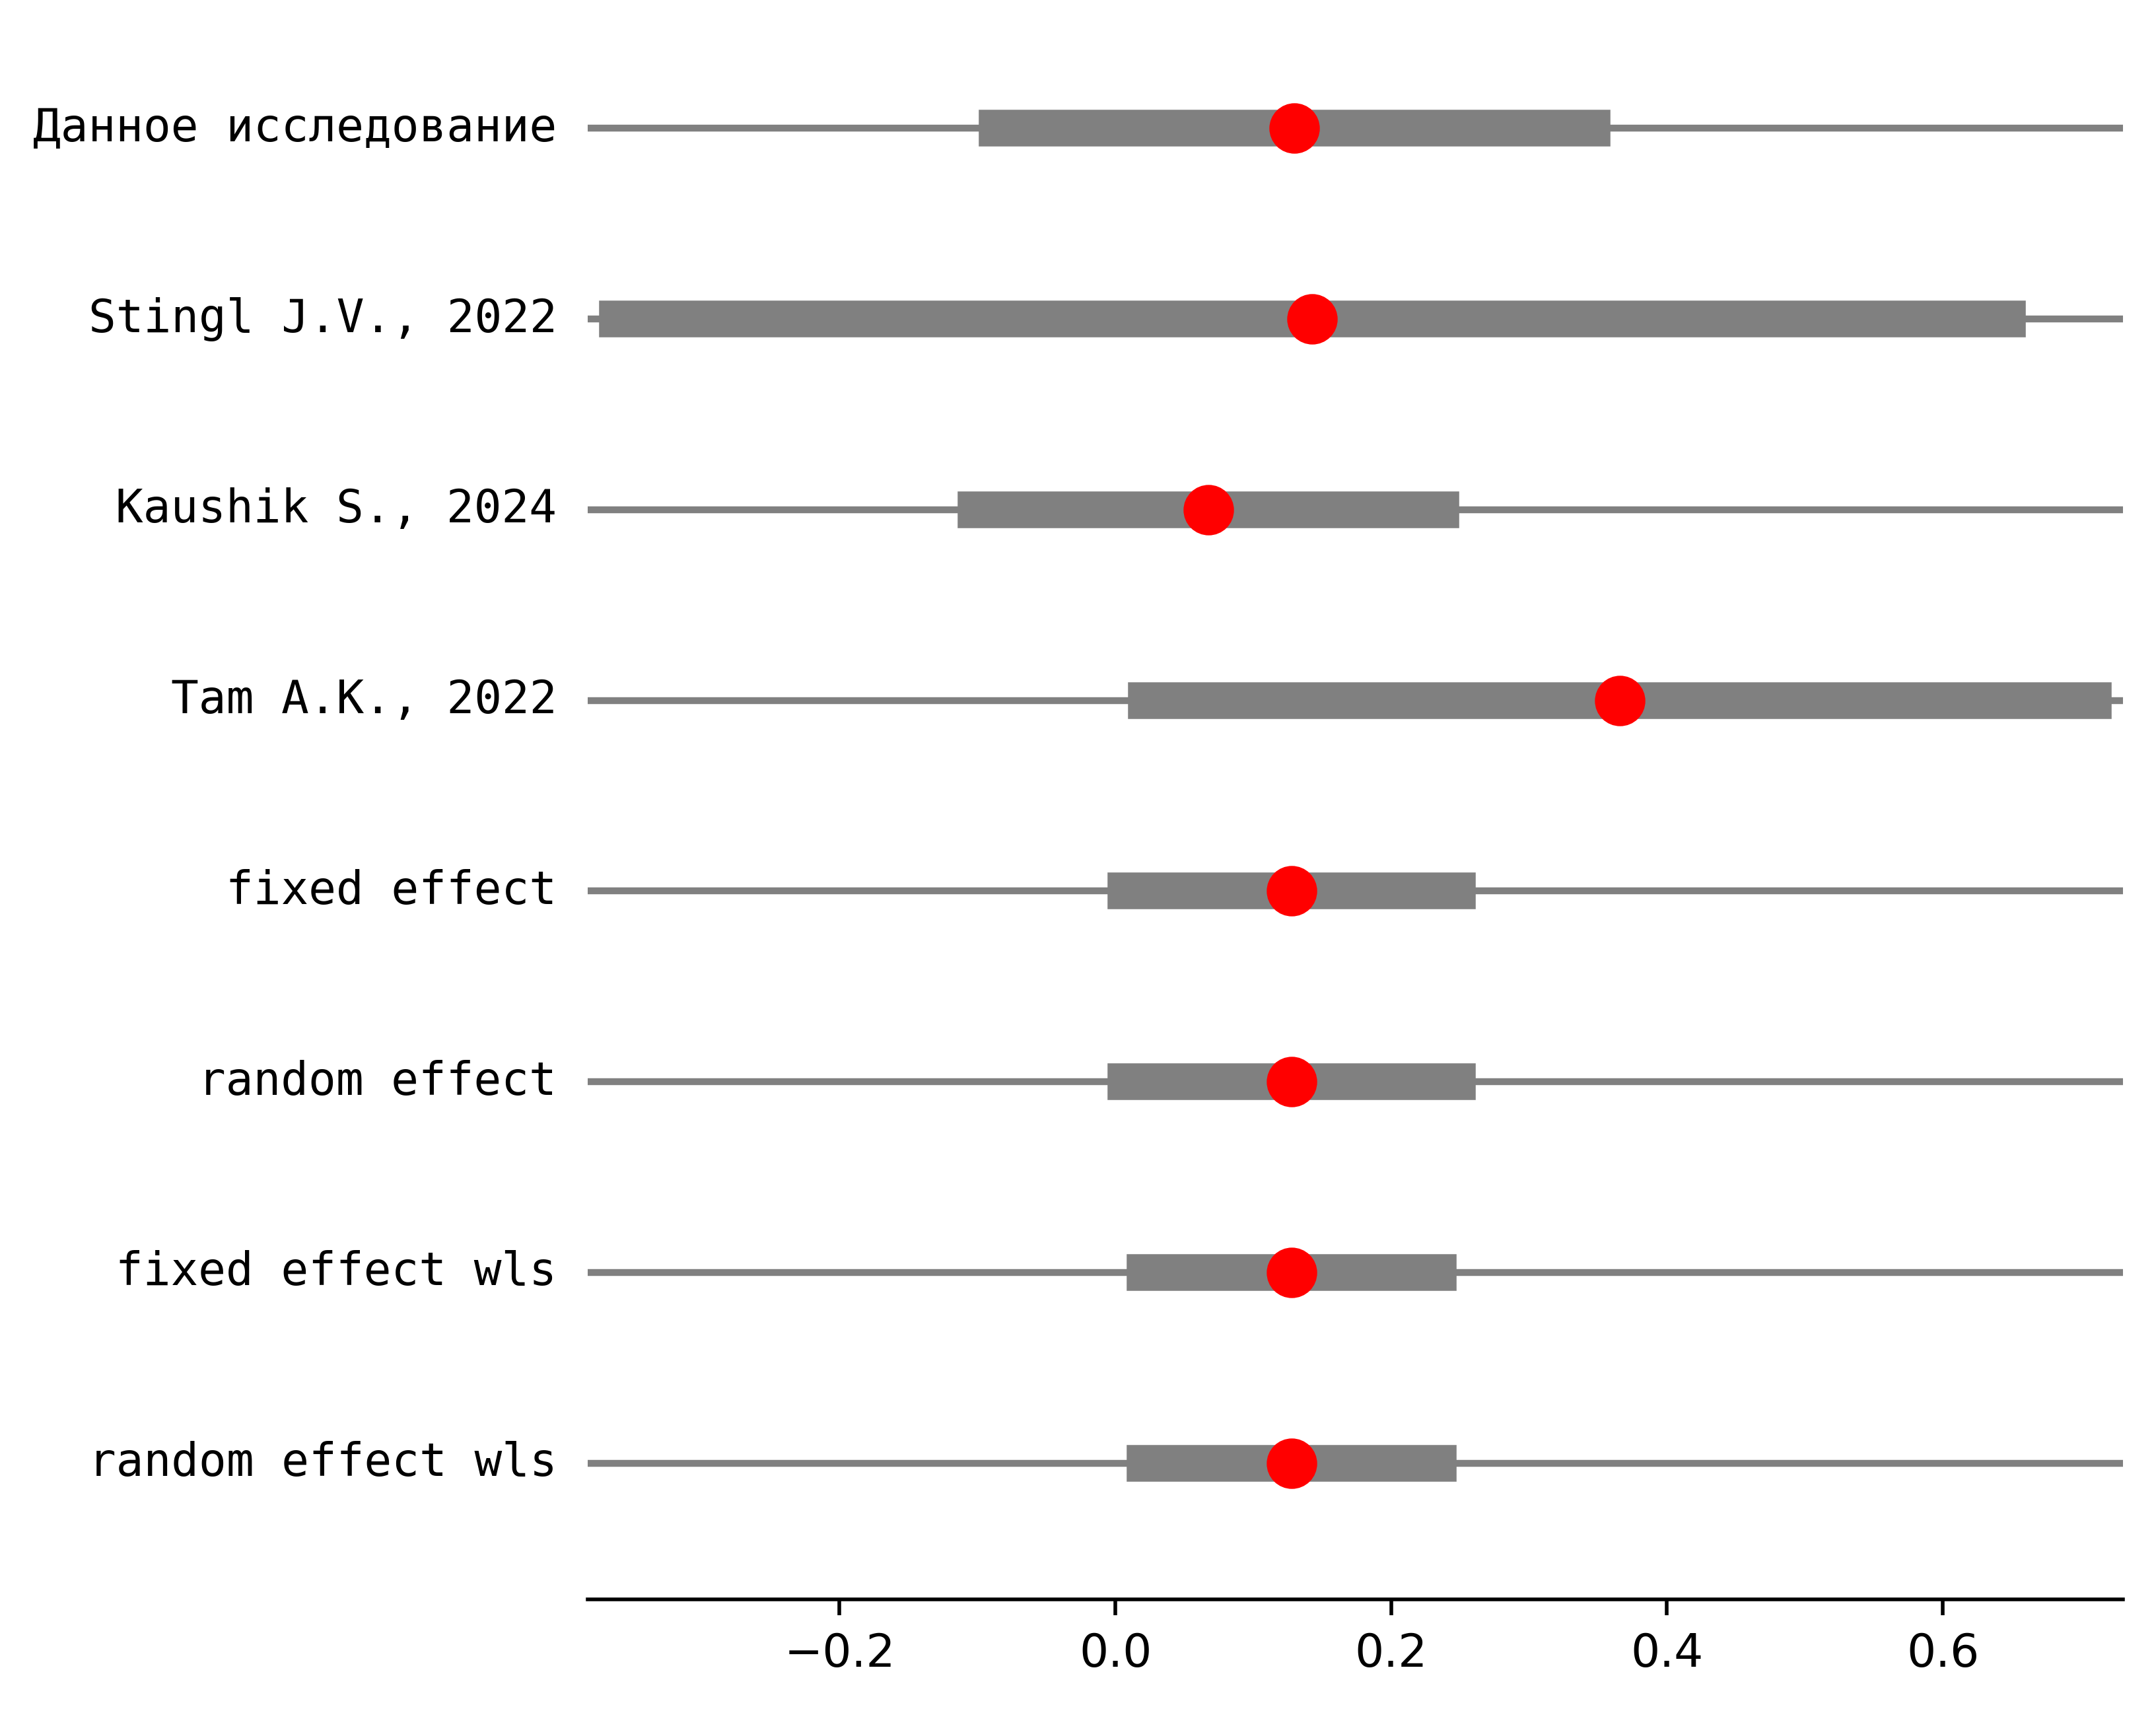 Данное исследование
Stingl J.V., 2022
Kaushik S., 2024
Tam A.K., 2022
fixed effect
random effect
fixed effect wls
random effect wls
−0.2 0.0 0.2 0.4 0.6